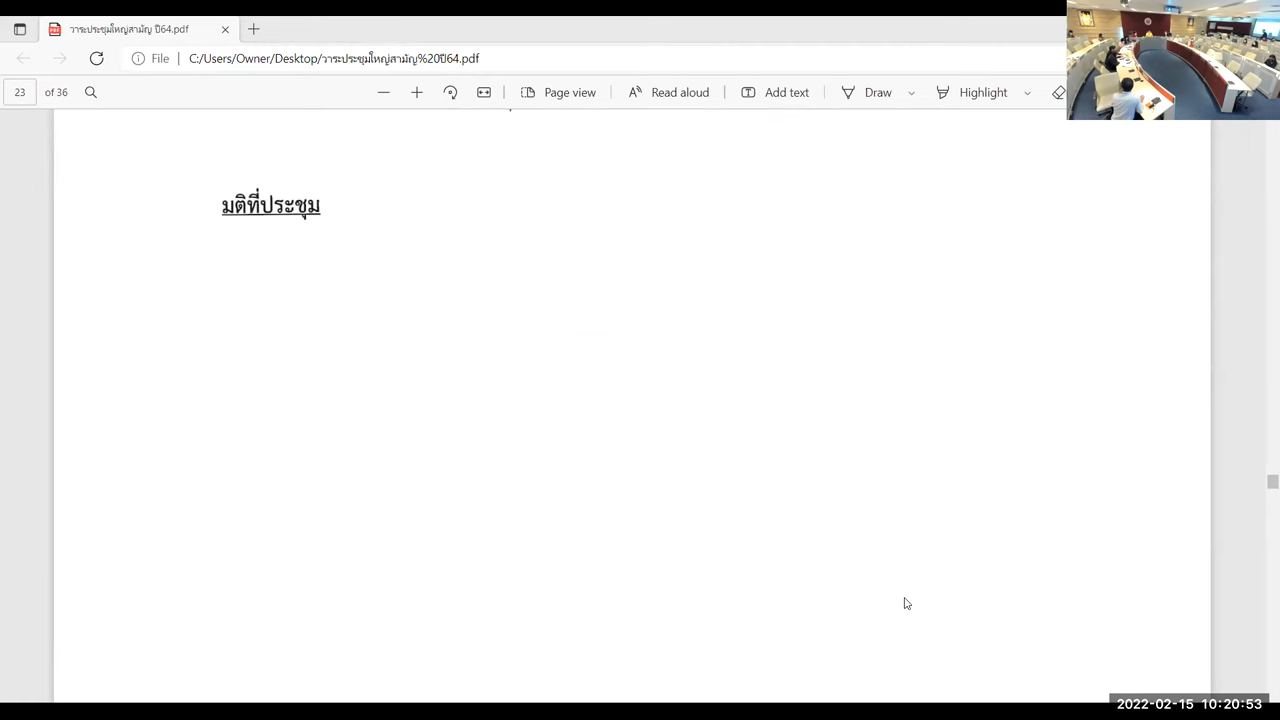 วาระประชุมใหญ่สามัญ ปี64.pdf
File
C:/Users/Owner/Desktop/วาระประชุมใหญ่สามัญ%20ปี64.pdf
23 of 36
Page view
Read aloud
Add text
Draw
Highlight
มติที่ประชุม
2022-02-15 10:20:53